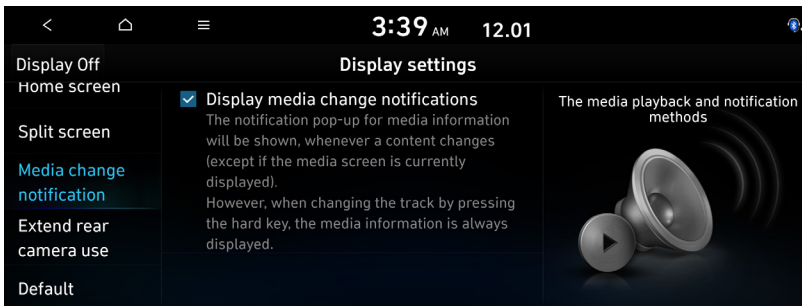 3:39 AM 12.01
Display Off
Display settings
Home screen
Split screen
Media change
notification
Extend rear
camera use
Default
Display media change notifications
The notification pop-up for media information
will be shown, whenever a content changes
(except if the media screen is currently
displayed).
However, when changing the track by pressing
the hard key, the media information is always
displayed.
The media playback and notification
methods